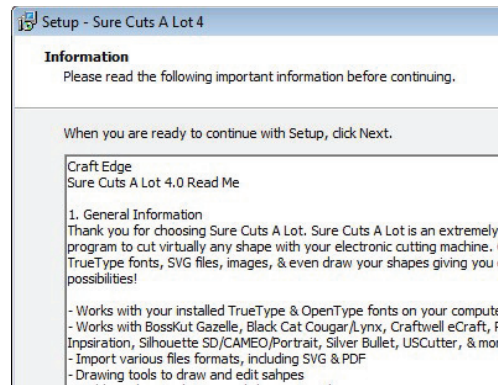 Setup - Sure Cuts A Lot 4
Information
Please read the following important information before continuing.
When you are ready to continue with Setup, click Next.
Craft Edge
Sure Cuts A Lot 4.0 Read Me
1. General Information
Thank you for choosing Sure Cuts A Lot. Sure Cuts A Lot is an extremely
program to cut virtually any shape with your electronic cutting machine.
TrueType fonts, SVG files, images, & even draw your shapes giving you
possibilities!
- Works with your installed TrueType & OpenType fonts on your compute
- Works with BossKut Gazelle, Black Cat Cougar/Lynx, Craftwell eCraft,
Inpsiration, Silhouette SD/CAMEO/Portrait, Silver Bullet, USCutter, & mor
- Import various files formats, including SVG & PDF
- Drawing tools to draw and edit sahpes